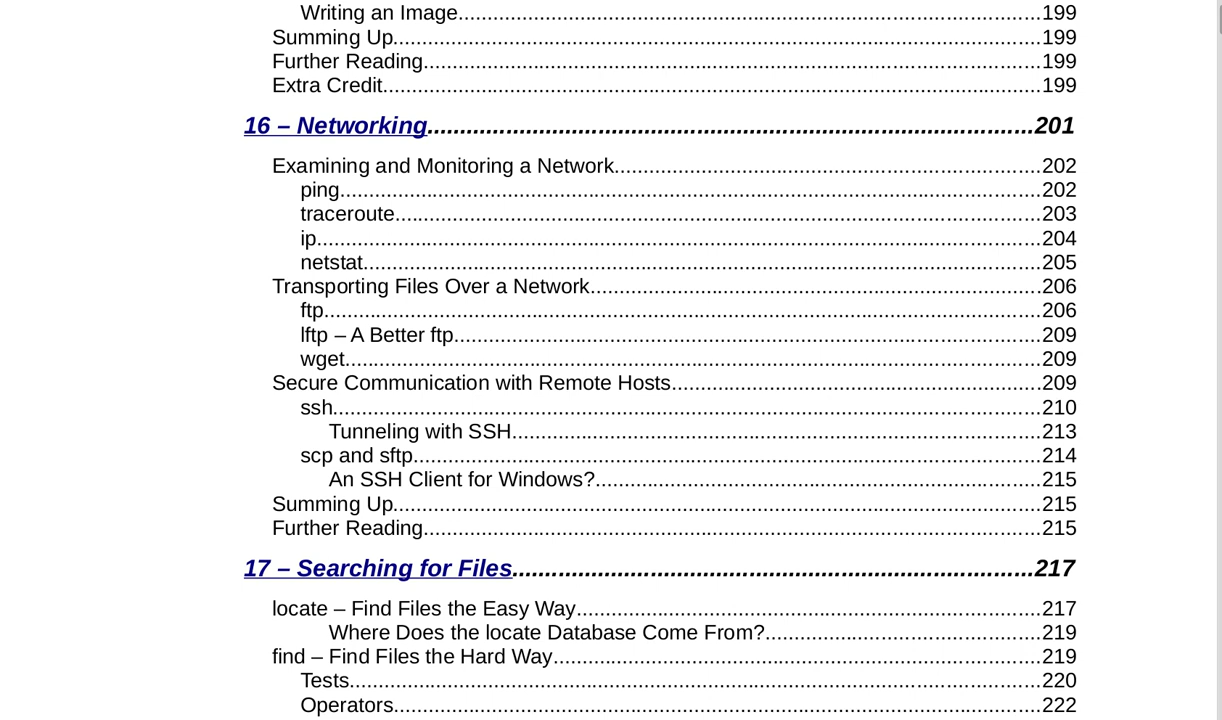 Writing an Image........................................................................................................199
Summing Up...................................................................................................................199
Further Reading..............................................................................................................199
Extra Credit.....................................................................................................................199
16 – Networking..........................................................................................201
Examining and Monitoring a Network...........................................................................202
ping............................................................................................................................202
traceroute...................................................................................................................203
ip................................................................................................................................204
netstat.........................................................................................................................205
Transporting Files Over a Network................................................................................206
ftp...............................................................................................................................206
lftp – A Better ftp.......................................................................................................209
wget............................................................................................................................209
Secure Communication with Remote Hosts...................................................................209
ssh..............................................................................................................................210
Tunneling with SSH..............................................................................................213
scp and sftp................................................................................................................214
An SSH Client for Windows?...............................................................................215
Summing Up...................................................................................................................215
Further Reading..............................................................................................................215
17 – Searching for Files..............................................................................217
locate – Find Files the Easy Way....................................................................................217
Where Does the locate Database Come From?....................................................219
find – Find Files the Hard Way.......................................................................................219
Tests...........................................................................................................................220
Operators....................................................................................................................222